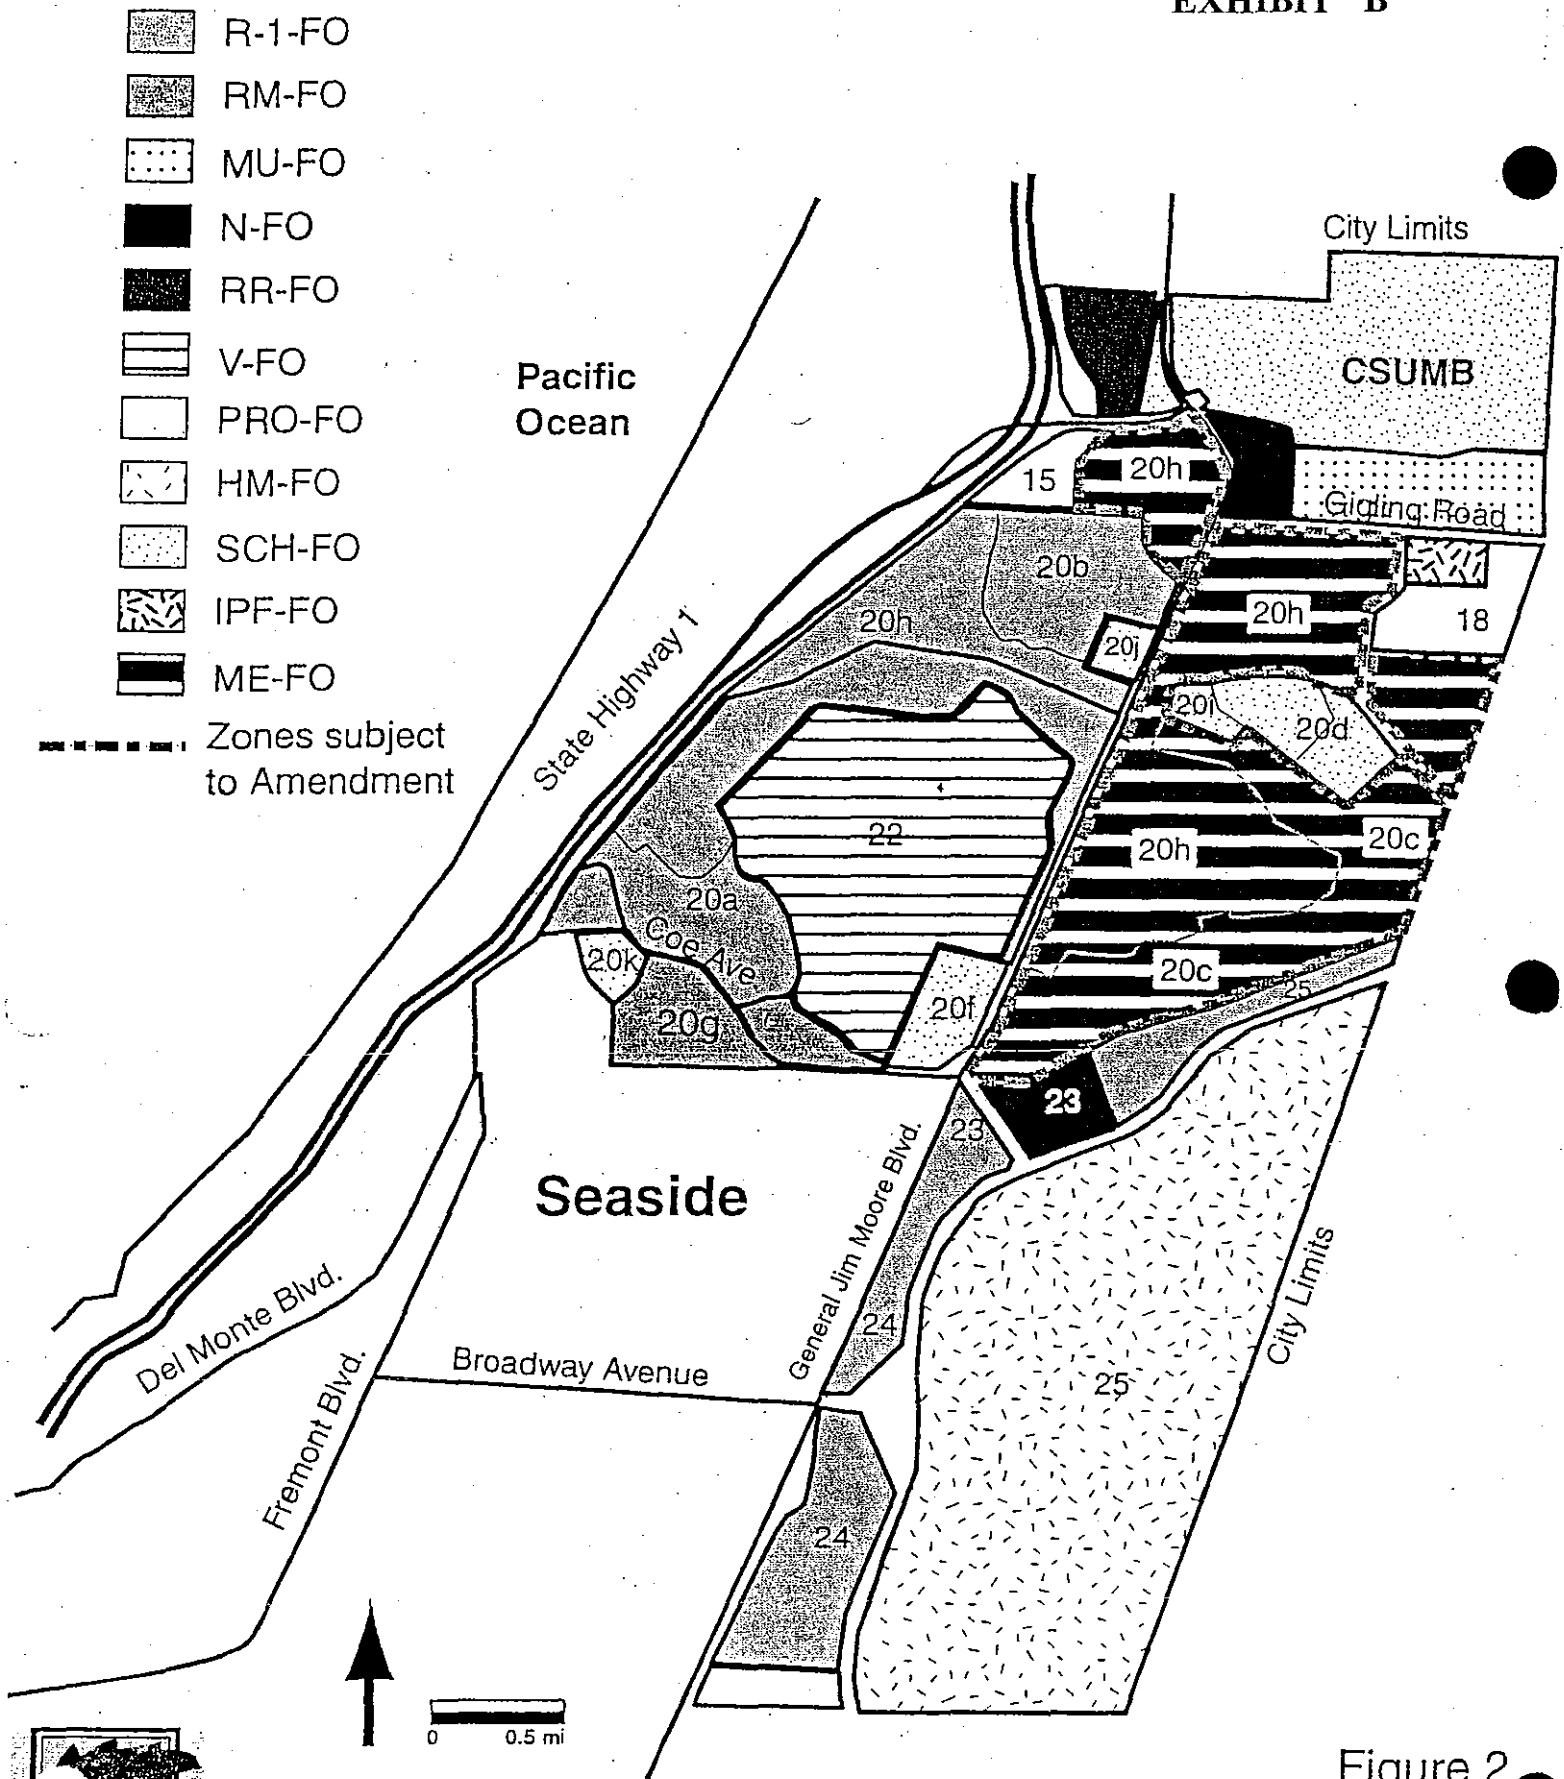 EXHIBIT "B"
R-1-FO
RM-FO
MU-FO
N-FO
RR-FO
V-FO
PRO-FO
HM-FO
SCH-FO
IPF-FO
ME-FO
Zones subject
to Amendment
Pacific
Ocean
State Highway 1
City Limits
CSUMB
Gigling Road
15
20h
20b
20h
20j
20h
18
20i
20d
22
20h
20c
20a
Coe Ave
20k
20g
20f
20c
25
23
23
Seaside
General Jim Moore Blvd.
24
City Limits
Del Monte Blvd.
Broadway Avenue
25
Fremont Blvd.
24
0 0.5 mi
Figure 2